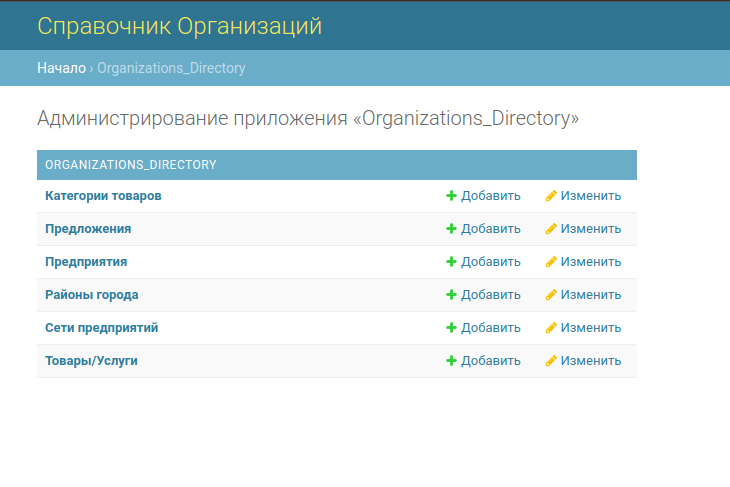 Справочник Организаций
Начало › Organizations_Directory
Администрирование приложения «Organizations_Directory»
ORGANIZATIONS_DIRECTORY
Категории товаров Добавить Изменить
Предложения Добавить Изменить
Предприятия Добавить Изменить
Районы города Добавить Изменить
Сети предприятий Добавить Изменить
Товары/Услуги Добавить Изменить